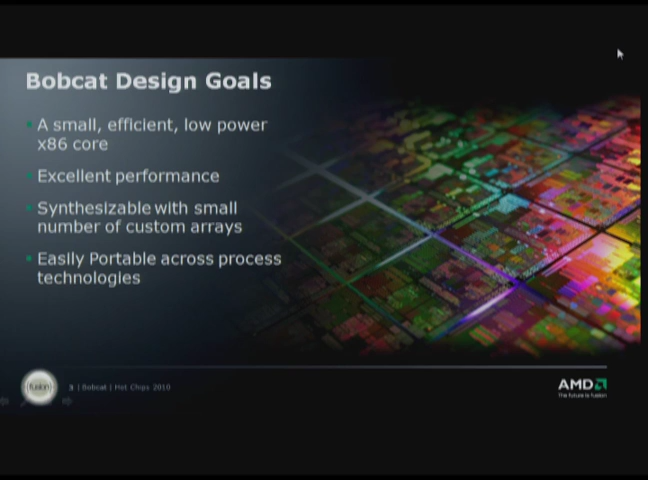 Bobcat Design Goals
A small, efficient, low power
x86 core
Excellent performance
Synthesizable with small
number of custom arrays
Easily Portable across process
technologies
fusion
3 | Bobcat | Hot Chips 2010
AMD
The future is fusion